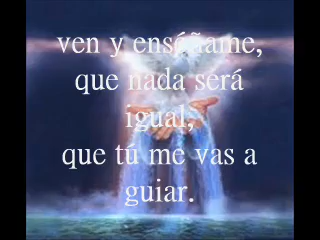 ven y enséñame,
que nada será
igual,
que tú me vas a
guiar.